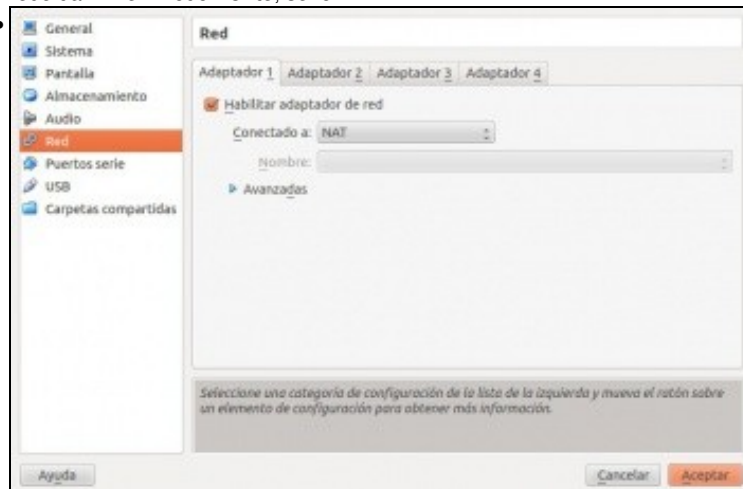 General
Sistema
Pantalla
Almacenamiento
Audio
Red
Puertos serie
USB
Carpetas compartidas
Red
Adaptador 1 Adaptador 2 Adaptador 3 Adaptador 4
Habilitar adaptador de red
Conectado a: NAT
Nombre:
Avanzadas
Seleccione una categoría de configuración de la lista de la izquierda y mueva el ratón sobre
un elemento de configuración para obtener más información.
Ayuda Cancelar Aceptar